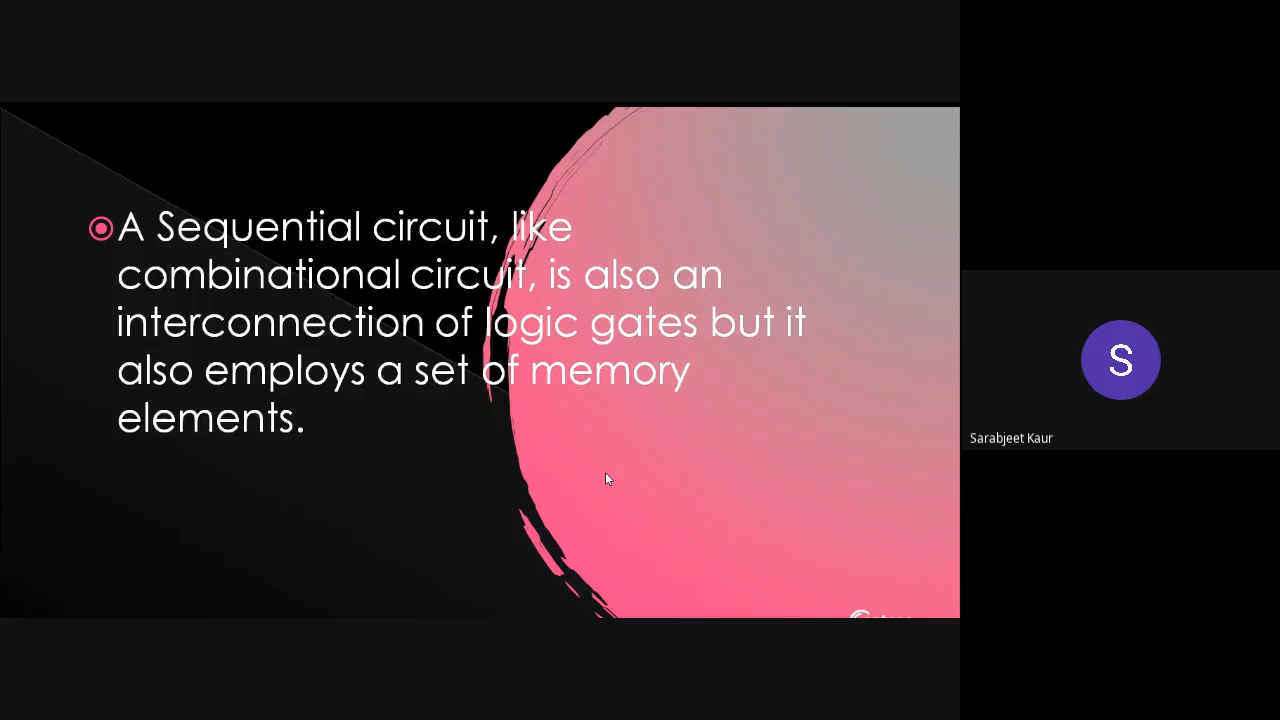 A Sequential circuit, like
combinational circuit, is also an
interconnection of logic gates but it
also employs a set of memory
elements.
S
Sarabjeet Kaur